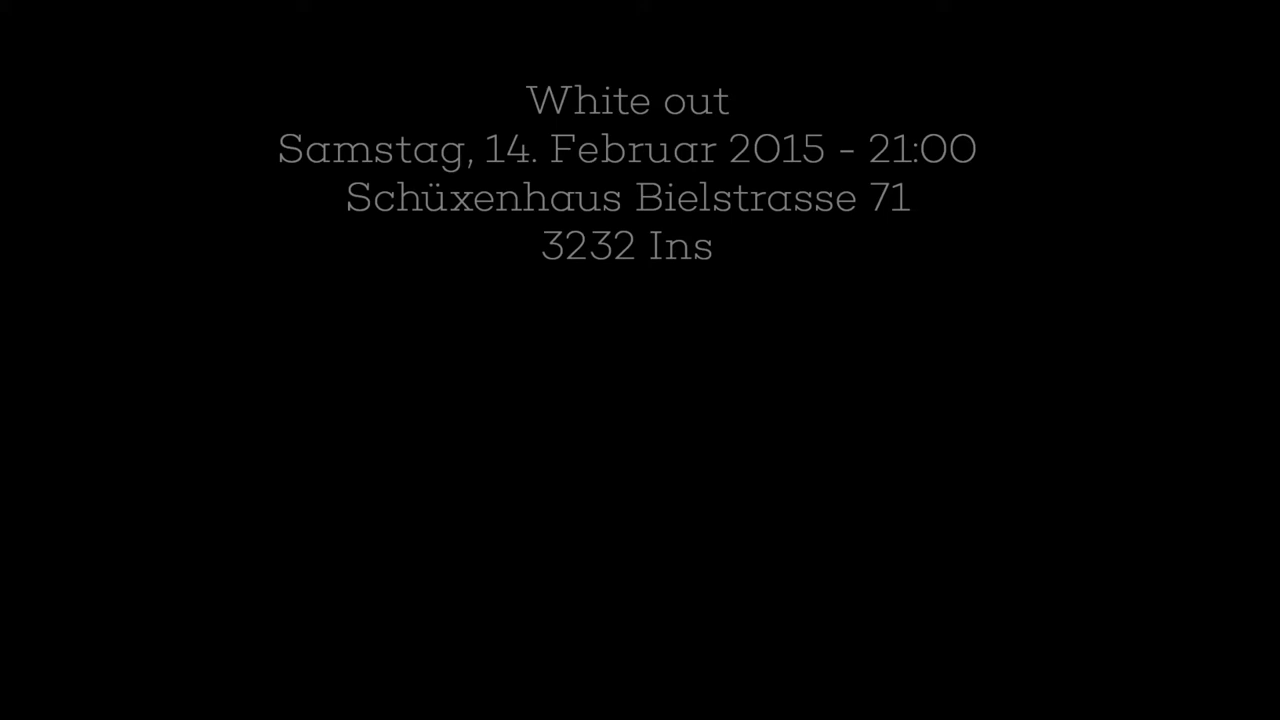 White out
Samstag, 14. Februar 2015 - 21:00
Schüxenhaus Bielstrasse 71
3232 Ins